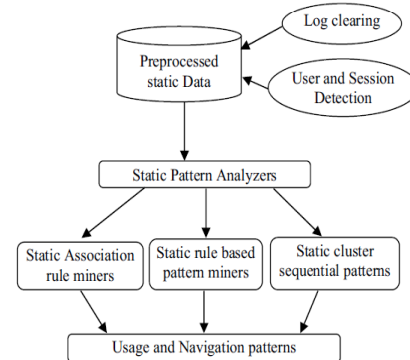 Log clearing
Preprocessed
static Data
User and Session
Detection
Static Pattern Analyzers
Static Association
rule miners
Static rule based
pattern miners
Static cluster
sequential patterns
Usage and Navigation patterns